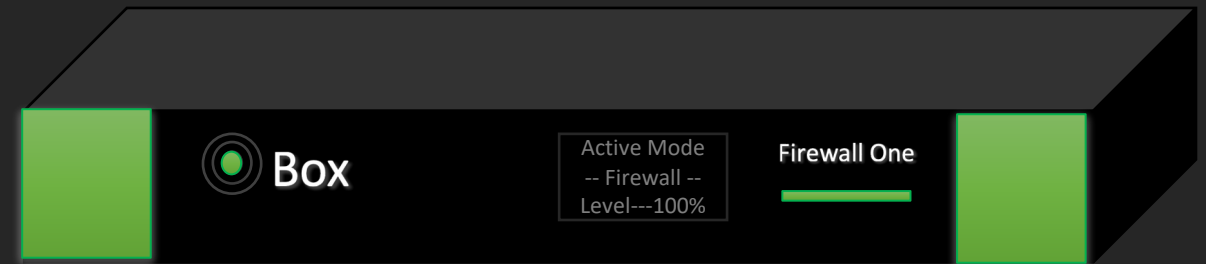 Box
Active Mode
-- Firewall --
Level---100%
Firewall One